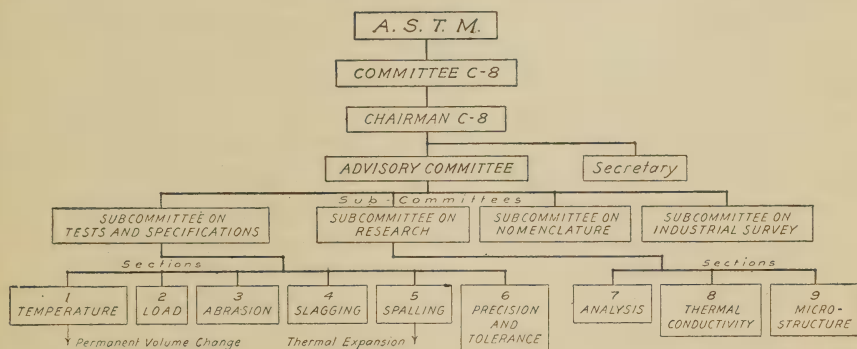 A. S. T. M.
COMMITTEE C-8
CHAIRMAN C-8
ADVISORY COMMITTEE
Secretary
Sub-Committees
SUBCOMMITTEE ON
TESTS AND SPECIFICATIONS
SUBCOMMITTEE ON
RESEARCH
SUBCOMMITTEE ON
NOMENCLATURE
SUBCOMMITTEE ON
INDUSTRIAL SURVEY
Sections
Sections
1
TEMPERATURE
2
LOAD
3
ABRASION
4
SLAGGING
5
SPALLING
6
PRECISION
AND
TOLERANCE
7
ANALYSIS
8
THERMAL
CONDUCTIVITY
9
MICRO-
STRUCTURE
Permanent Volume Change
Thermal Expansion